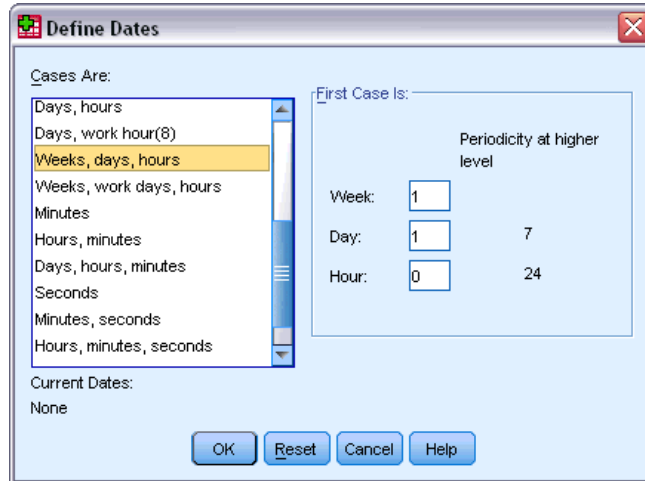 Define Dates
Cases Are:
Days, hours
Days, work hour(8)
Weeks, days, hours
Weeks, work days, hours
Minutes
Hours, minutes
Days, hours, minutes
Seconds
Minutes, seconds
Hours, minutes, seconds
Current Dates:
None
First Case Is:
Periodicity at higher
level
Week: 1
Day: 1 7
Hour: 0 24
OK Reset Cancel Help